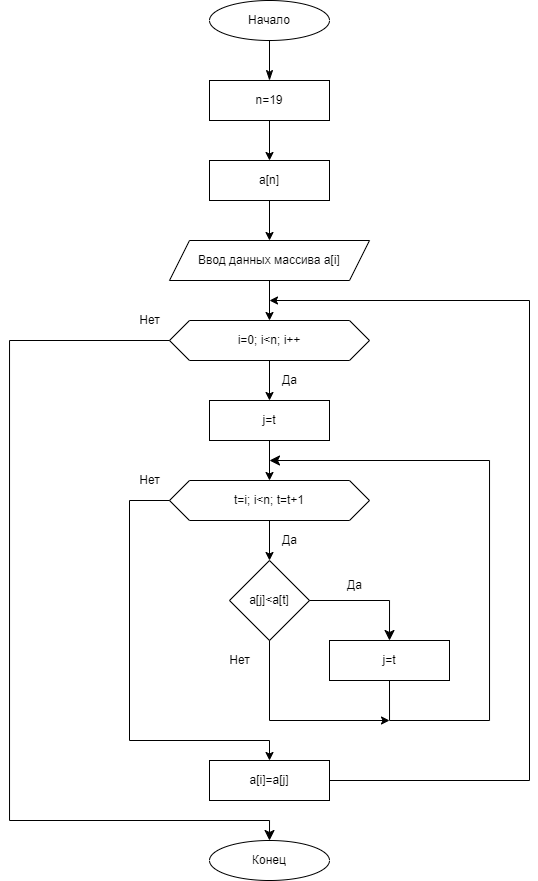 Начало
n=19
a[n]
Ввод данных массива a[i]
Нет
i=0; i<n; i++
Да
j=t
Нет
t=i; i<n; t=t+1
Да
a[j]<a[t]
Да
Нет
j=t
a[i]=a[j]
Конец